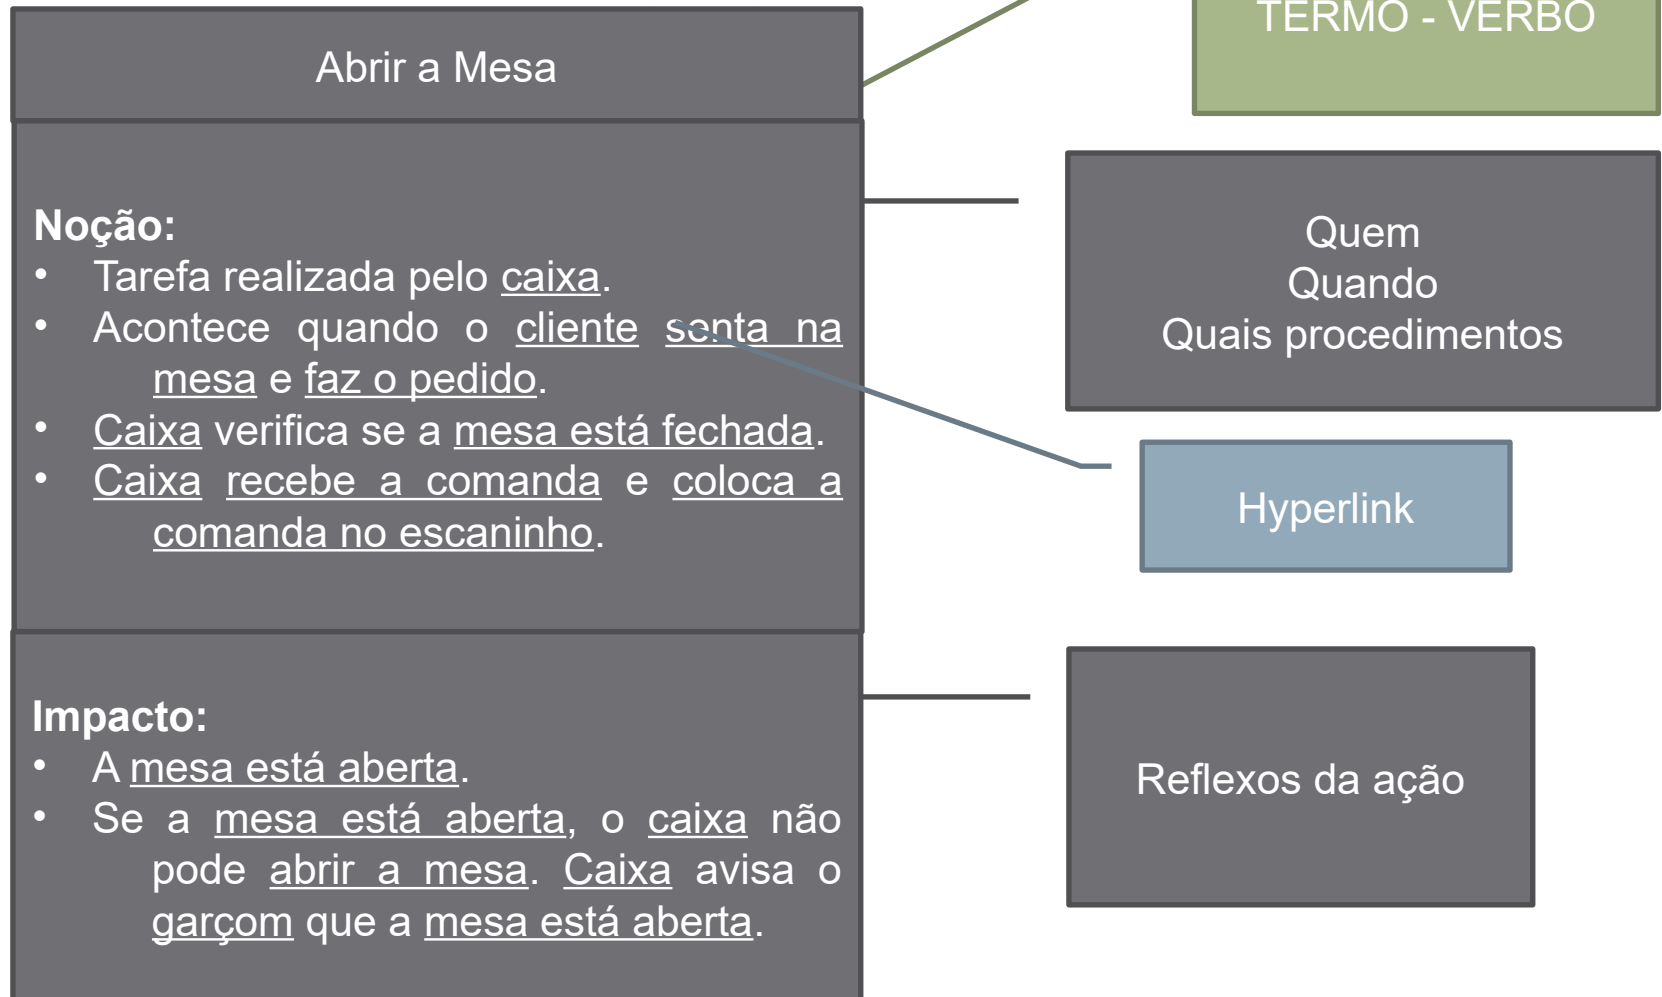 TERMO - VERBO
Abrir a Mesa
Noção:
• Tarefa realizada pelo caixa.
• Acontece quando o cliente senta na
mesa e faz o pedido.
• Caixa verifica se a mesa está fechada.
• Caixa recebe a comanda e coloca a
comanda no escaninho.
Quem
Quando
Quais procedimentos
Hyperlink
Impacto:
• A mesa está aberta.
• Se a mesa está aberta, o caixa não
pode abrir a mesa. Caixa avisa o
garçom que a mesa está aberta.
Reflexos da ação